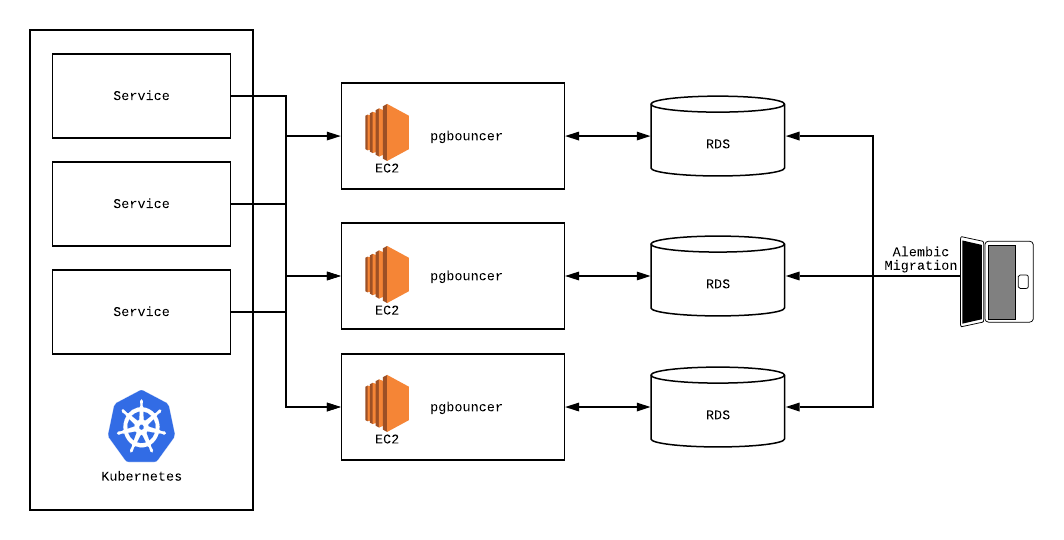 Service
Service
Service
Kubernetes
pgbouncer
EC2
pgbouncer
EC2
pgbouncer
EC2
RDS
RDS
RDS
Alembic
Migration